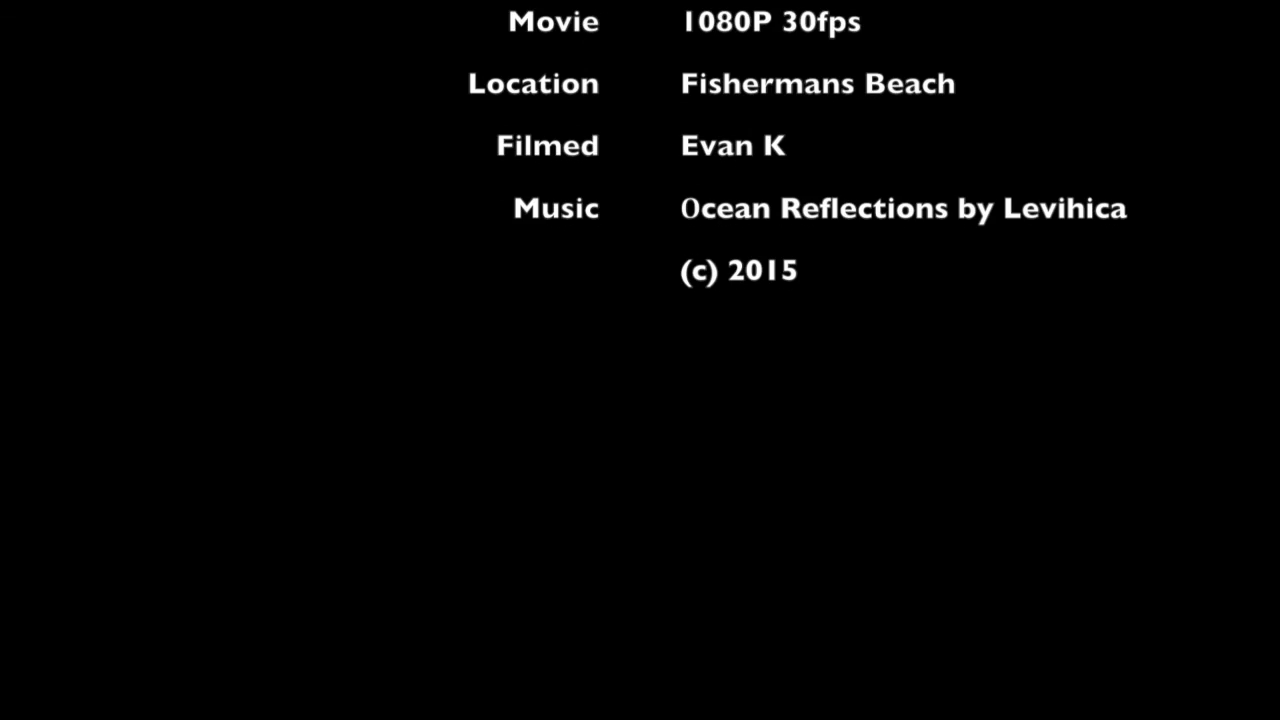 Movie 1080P 30fps
Location Fishermans Beach
Filmed Evan K
Music Ocean Reflections by Levihica
(c) 2015